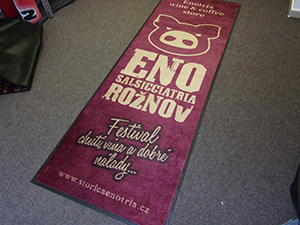 Enotria
wine & coffee
store
ENO
SALSICCIATRIA
ROŽNOV
Festival
chuti, vína a dobré
nálady...
www.storicaenotria.cz